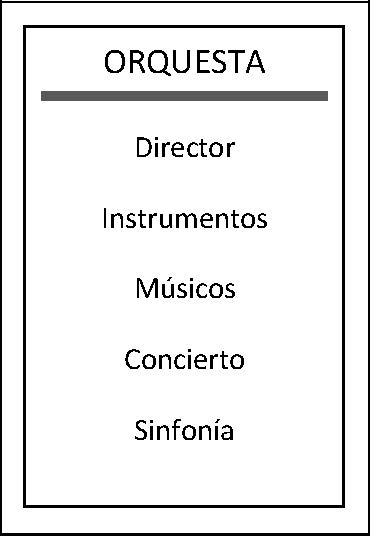 ORQUESTA
Director
Instrumentos
Músicos
Concierto
Sinfonía